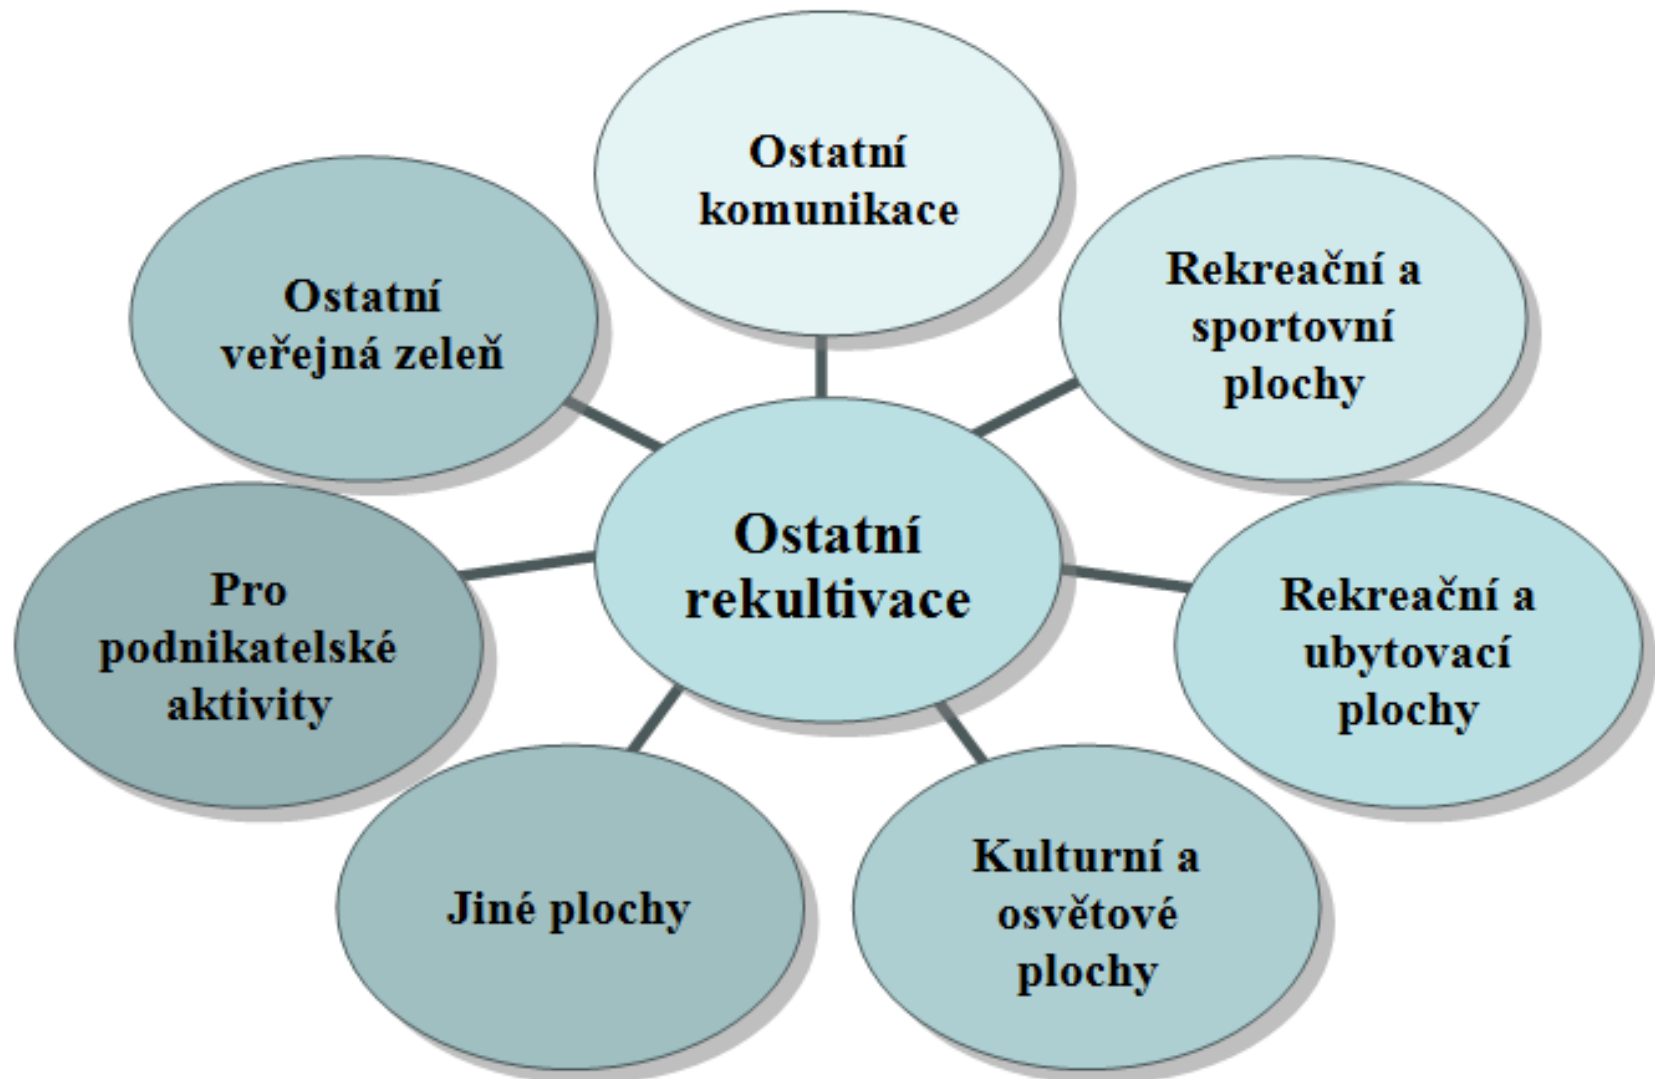 Ostatní
komunikace
Rekreační a
sportovní
plochy
Rekreační a
ubytovací
plochy
Kulturní a
osvětové
plochy
Jiné plochy
Pro
podnikatelské
aktivity
Ostatní
veřejná zeleň
Ostatní
rekultivace